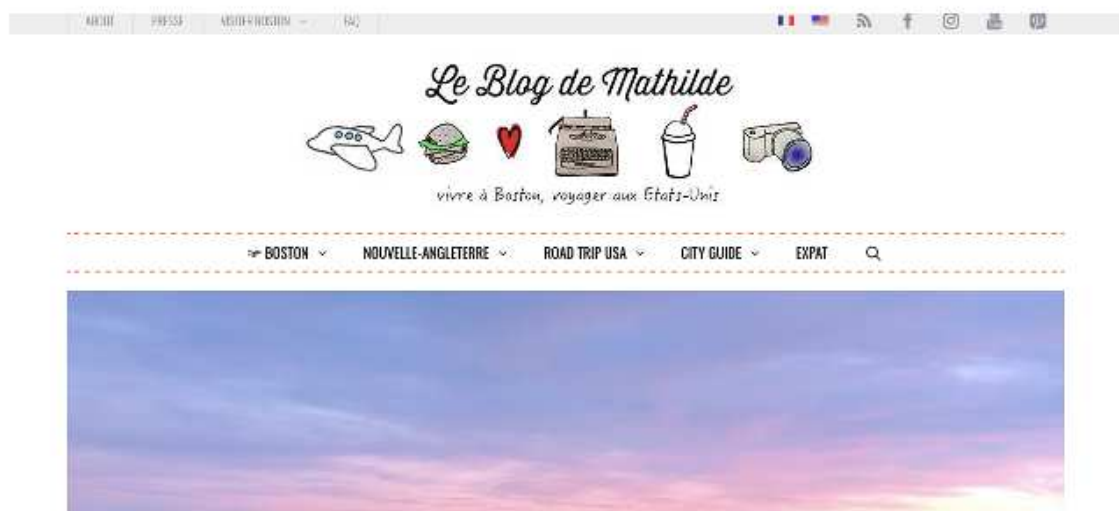 ABOUT PRESSE VISITER BOSTON FAQ
Le Blog de Mathilde
vivre à Boston, voyager aux Etats-Unis
☞ BOSTON NOUVELLE-ANGLETERRE ROAD TRIP USA CITY GUIDE EXPAT